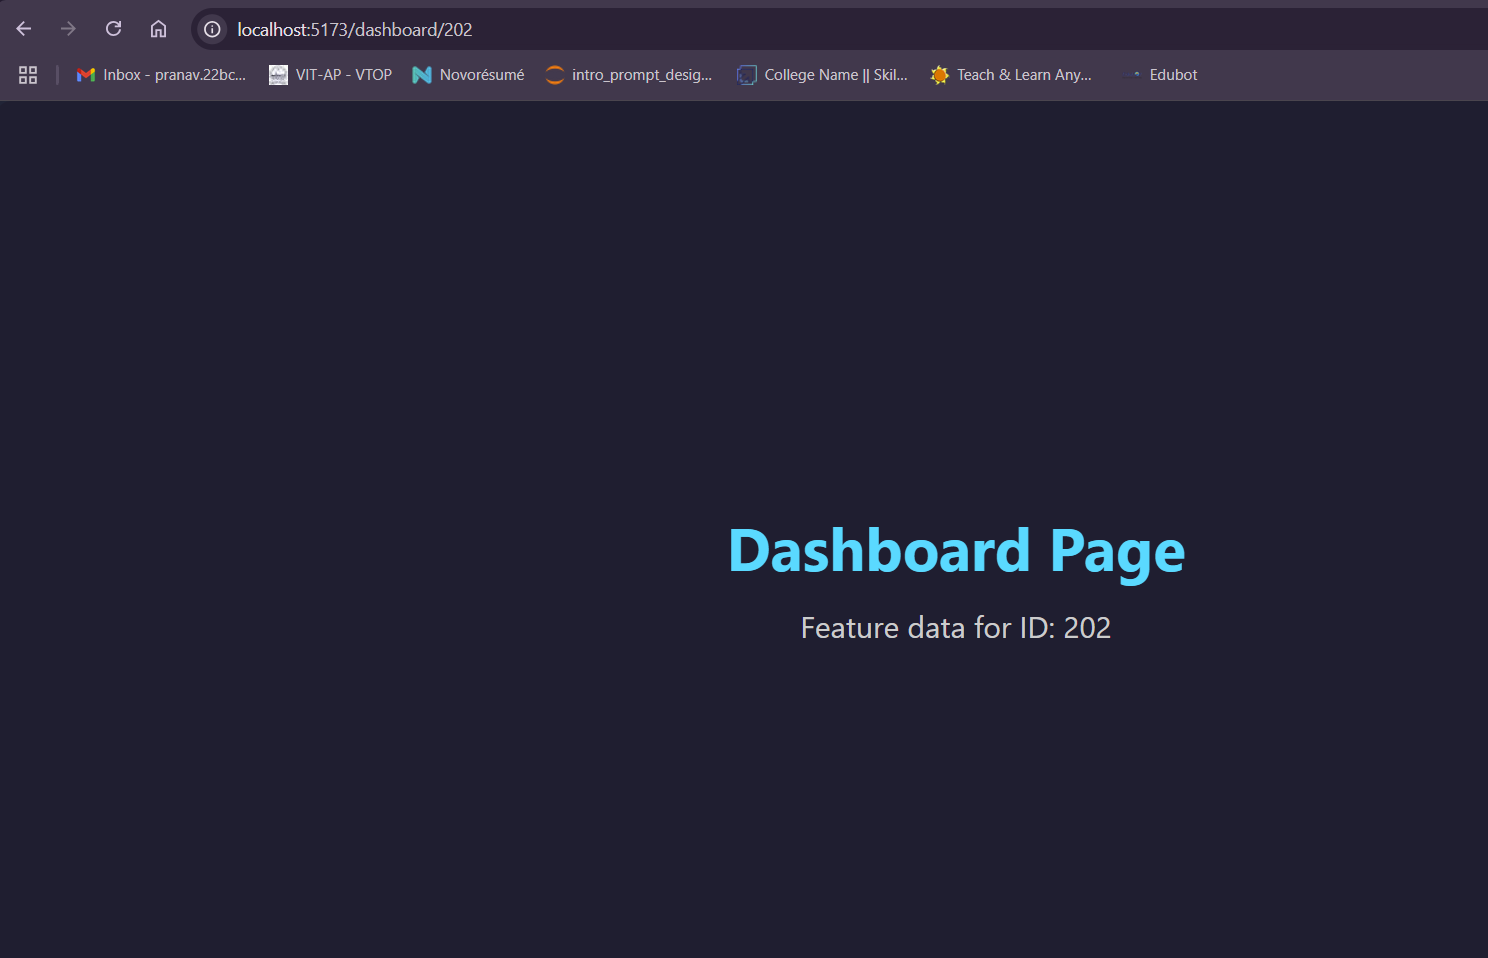 localhost:5173/dashboard/202
Inbox - pranav.22bc... VIT-AP - VTOP Novorésumé intro_prompt_desig... College Name || Skil... Teach & Learn Any... Edubot
Dashboard Page
Feature data for ID: 202